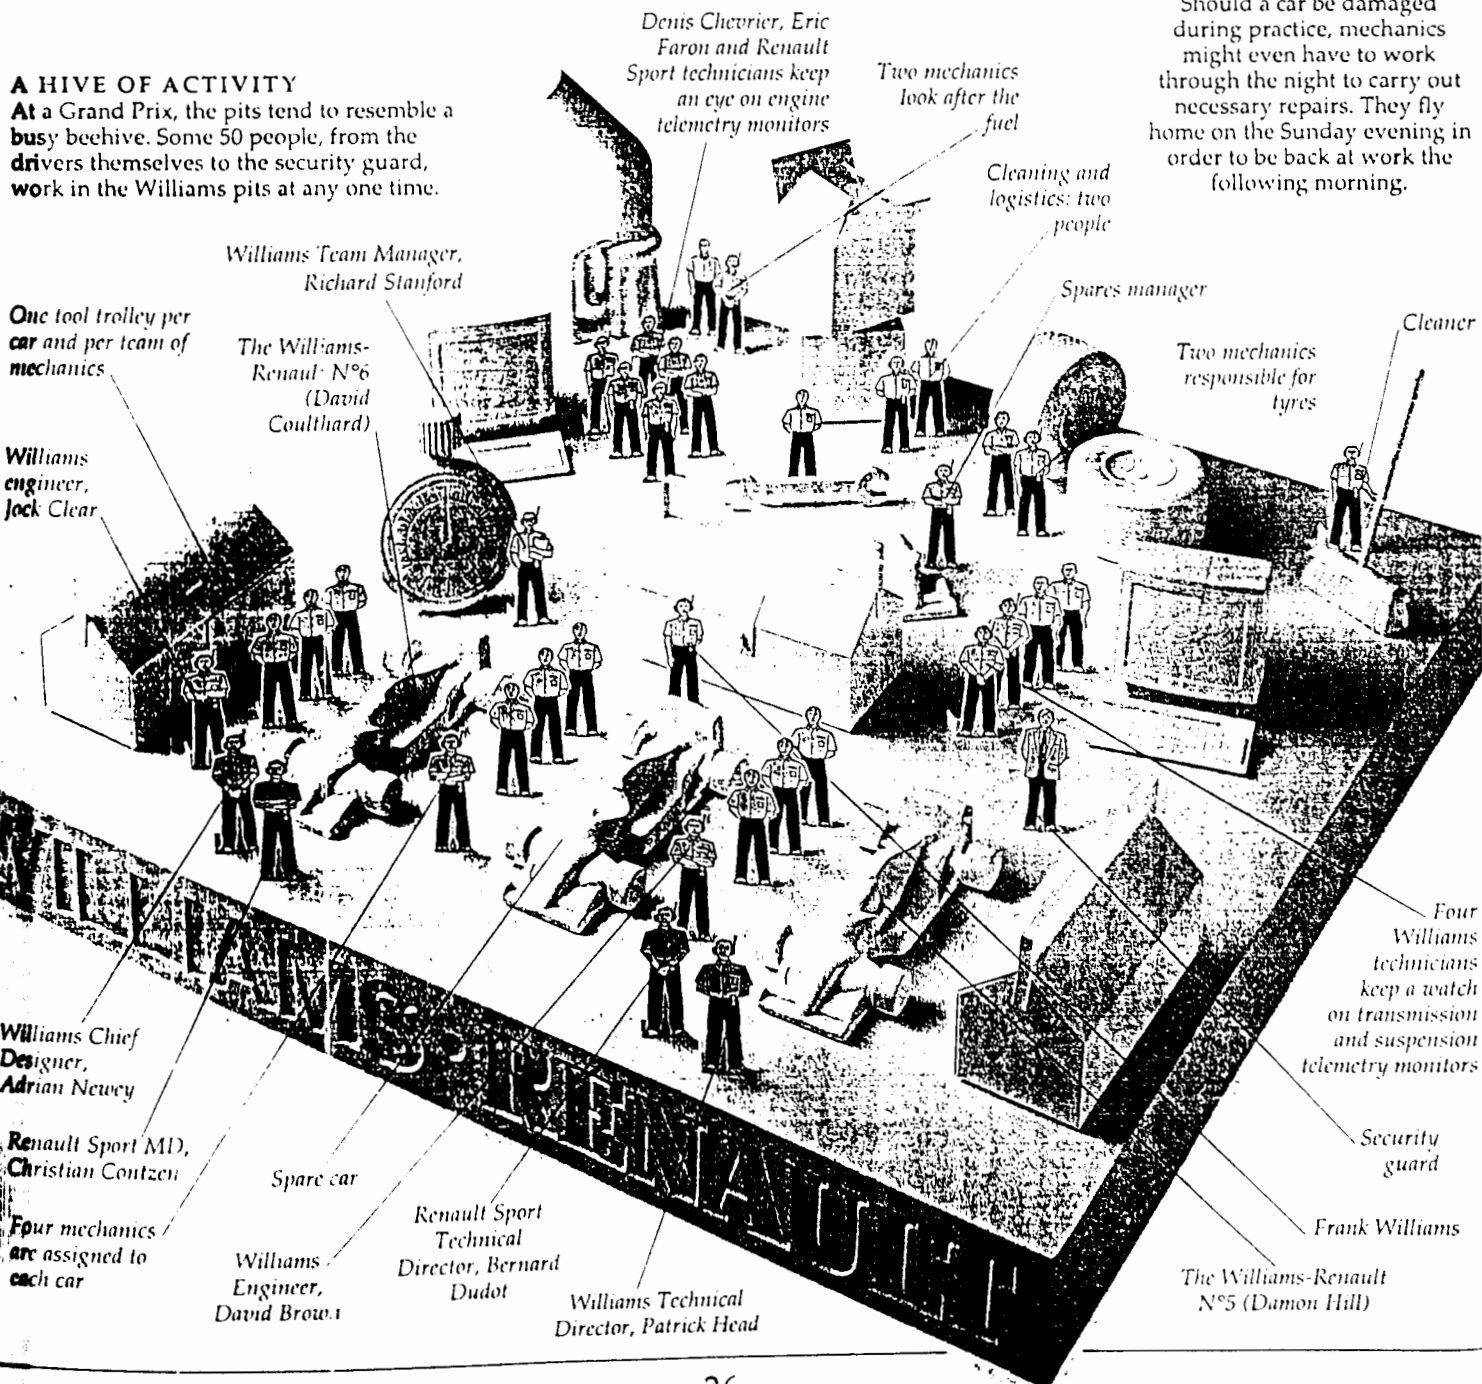 A HIVE OF ACTIVITY
At a Grand Prix, the pits tend to resemble a
busy beehive. Some 50 people, from the
drivers themselves to the security guard,
work in the Williams pits at any one time.
Denis Chevrier, Eric
Faron and Renault
Sport technicians keep
an eye on engine
telemetry monitors
Two mechanics
look after the
fuel
Should a car be damaged
during practice, mechanics
might even have to work
through the night to carry out
necessary repairs. They fly
home on the Sunday evening in
order to be back at work the
following morning.
Cleaning and
logistics: two
people
Williams Team Manager,
Richard Stanford
Spares manager
One tool trolley per
car and per team of
mechanics
The Williams-
Renault N°6
(David
Coulthard)
Two mechanics
responsible for
tyres
Cleaner
Williams
engineer,
Jock Clear
Four
Williams
technicians
keep a watch
on transmission
and suspension
telemetry monitors
Williams Chief
Designer,
Adrian Newey
Renault Sport MD,
Christian Contzen
Four mechanics
are assigned to
each car
Spare car
Williams
Engineer,
David Brown
Renault Sport
Technical
Director, Bernard
Dudot
Williams Technical
Director, Patrick Head
Security
guard
Frank Williams
The Williams-Renault
N°5 (Damon Hill)
WILLIAMS·RENAULT F1
26